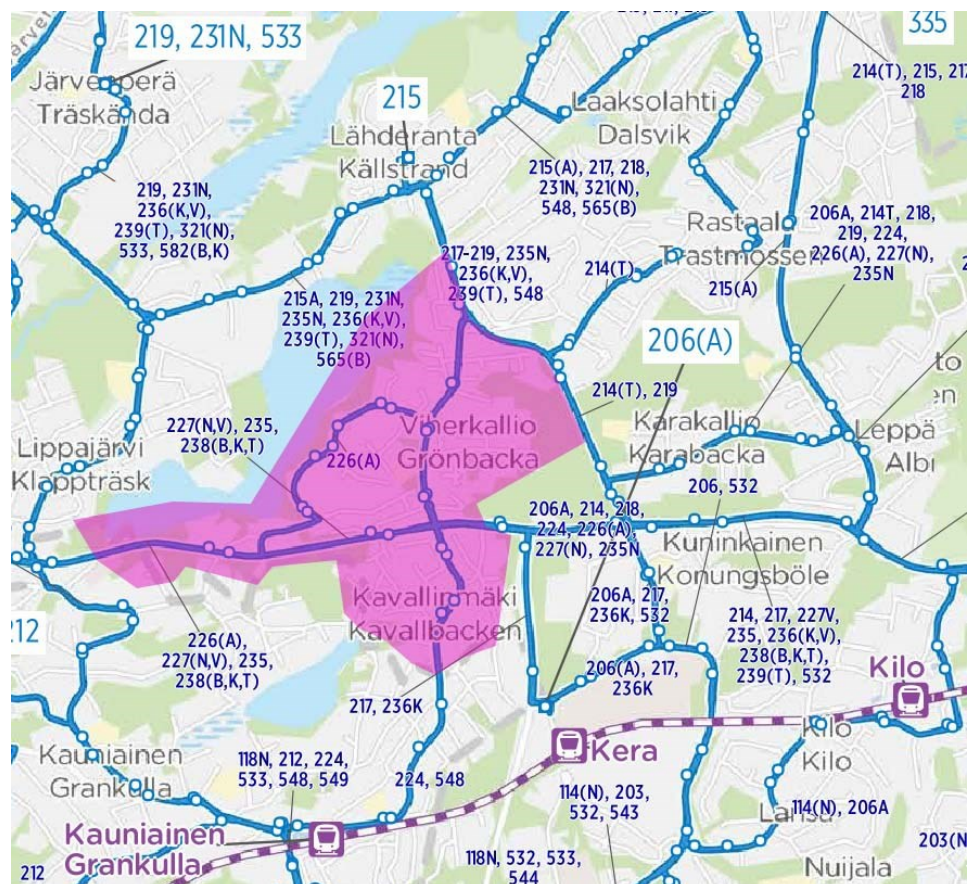 219, 231N, 533
335
Järvenperä
Träskända
214(T), 215, 217
218
215
Laaksolahti
Dalsvik
Lähderanta
Källstrand
215(A), 217, 218,
231N, 321(N),
548, 565(B)
219, 231N,
236(K,V),
239(T), 321(N),
533, 582(B,K)
206A, 214T, 218,
219, 224,
226(A), 227(N),
235N
Rastaala
Trastmossen
217-219, 235N,
236(K,V),
239(T), 548
214(T)
215(A)
215A, 219, 231N,
235N, 236(K,V),
239(T), 321(N),
565(B)
206(A)
214(T), 219
227(N,V), 235,
238(B,K,T)
Viherkallio
Grönbacka
Karakallio
Karabacka
Leppä
Albi
Lippajärvi
Klappträsk
226(A)
206, 532
206A, 214, 218,
224, 226(A),
227(N), 235N
Kuninkainen
Konungsböle
Kavallinmäki
Kavallbacken
206A, 217,
236K, 532
214, 217, 227V,
235, 236(K,V),
238(B,K,T),
239(T), 532
212
226(A),
227(N,V), 235,
238(B,K,T)
206(A), 217,
236K
Kilo
217, 236K
Kilo
Kilo
Kera
Kauniainen
Grankulla
118N, 212, 224,
533, 548, 549
224, 548
114(N), 203,
532, 543
114(N), 206A
Kauniainen
Grankulla
203(N
118N, 532, 533,
544
Nuijala
212